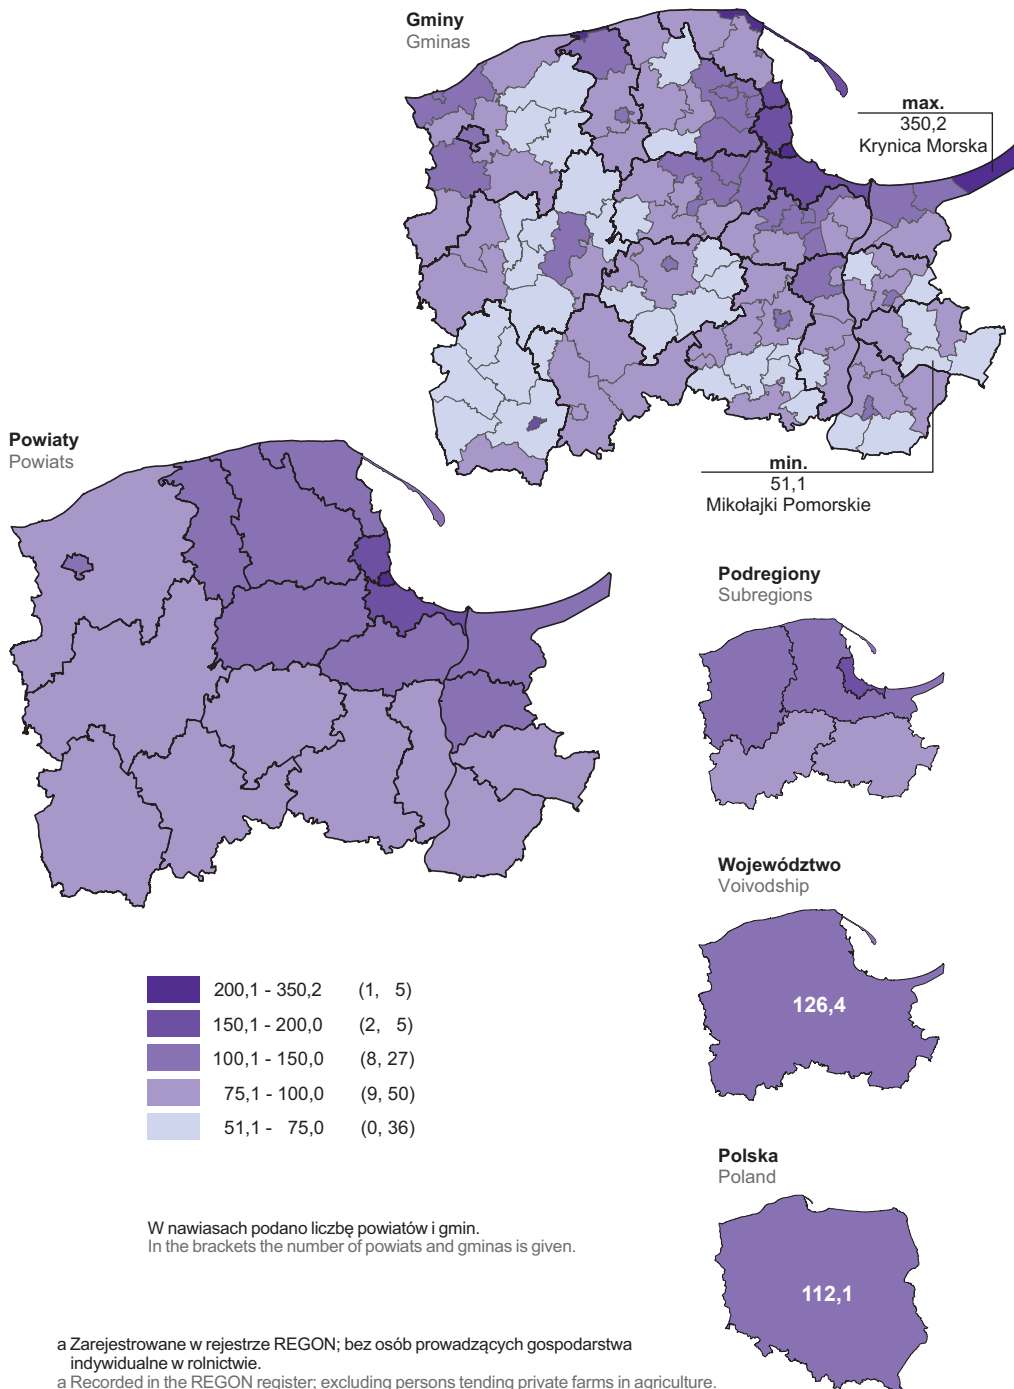 Gminy
Gminas
max.
350,2
Krynica Morska
min.
51,1
Mikołajki Pomorskie
Powiaty
Powiats
Podregiony
Subregions
Województwo
Voivodship
126,4
200,1 - 350,2 (1, 5)
150,1 - 200,0 (2, 5)
100,1 - 150,0 (8, 27)
75,1 - 100,0 (9, 50)
51,1 - 75,0 (0, 36)
Polska
Poland
112,1
W nawiasach podano liczbę powiatów i gmin.
In the brackets the number of powiats and gminas is given.
a Zarejestrowane w rejestrze REGON; bez osób prowadzących gospodarstwa
indywidualne w rolnictwie.
a Recorded in the REGON register; excluding persons tending private farms in agriculture.